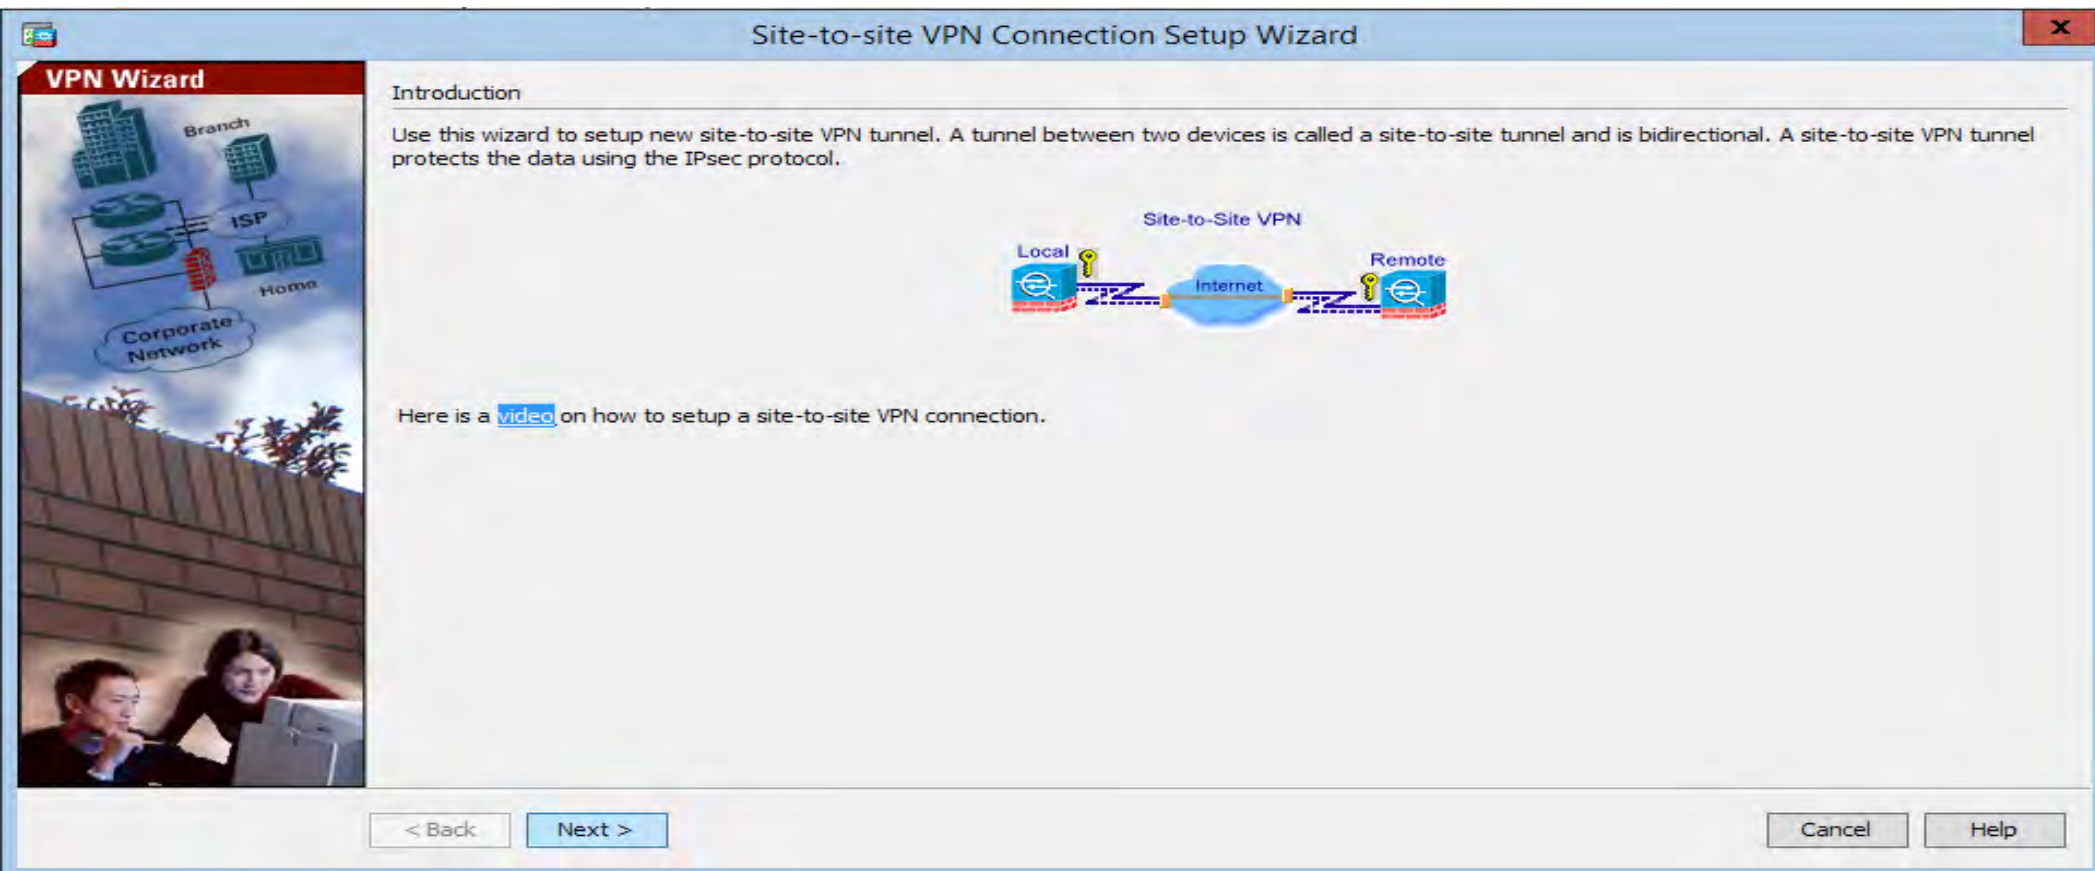 Site-to-site VPN Connection Setup Wizard
x
VPN Wizard
Branch
ISP
Home
Corporate
Network
Introduction
Use this wizard to setup new site-to-site VPN tunnel. A tunnel between two devices is called a site-to-site tunnel and is bidirectional. A site-to-site VPN tunnel
protects the data using the IPsec protocol.
Site-to-Site VPN
Local
Remote
Internet
Here is a video on how to setup a site-to-site VPN connection.
< Back
Next >
Cancel
Help